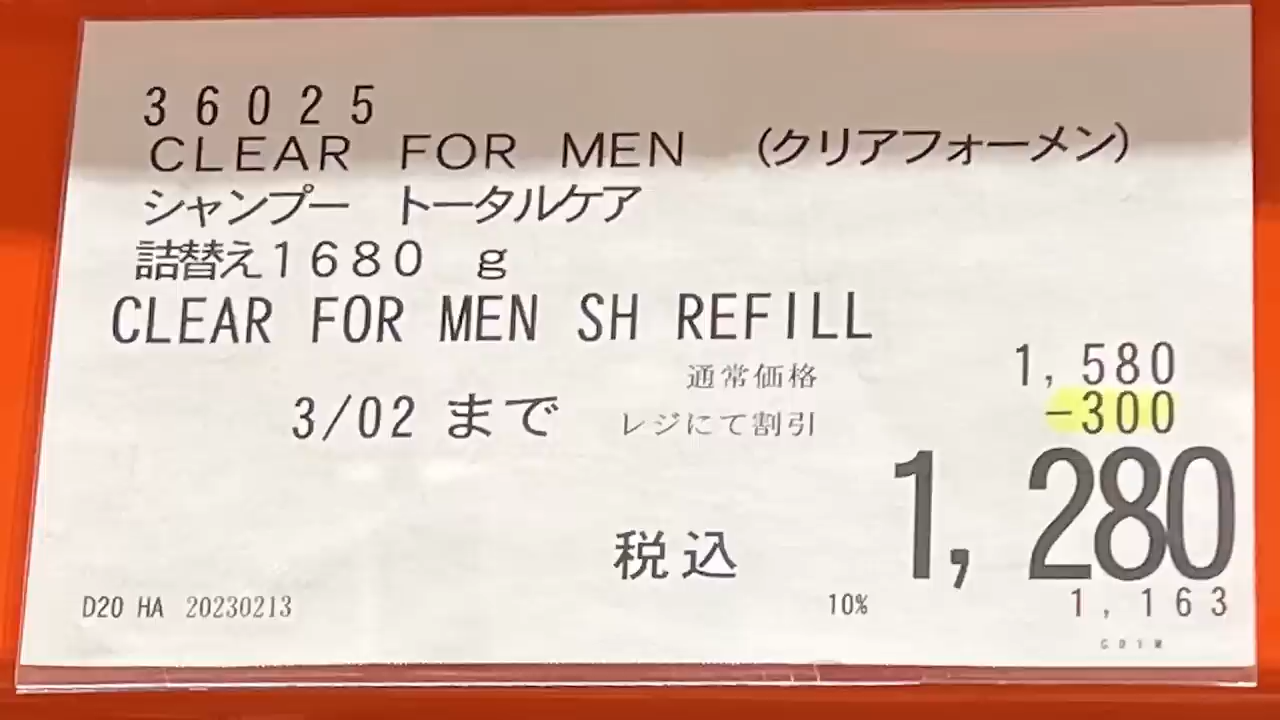 36025
CLEAR FOR MEN (クリアフォーメン)
シャンプー トータルケア
詰替え1680 g
CLEAR FOR MEN SH REFILL
通常価格 1,580
3/02 まで レジにて割引 -300
税込 1,280
D20 HA 20230213 10% 1,163